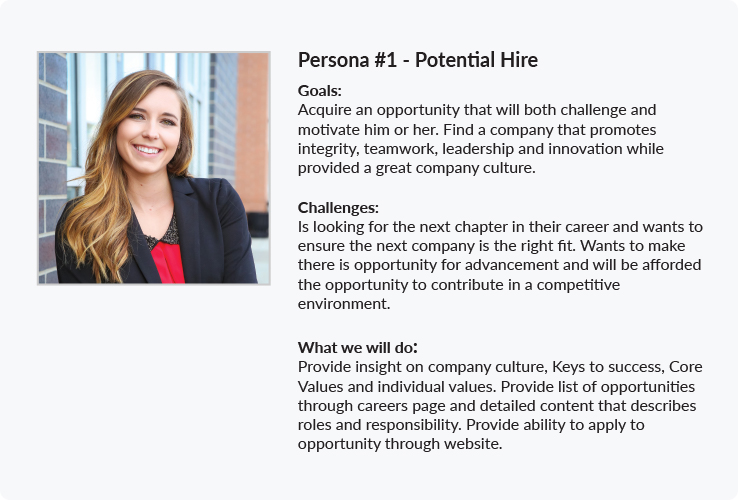 Persona #1 - Potential Hire
Goals:
Acquire an opportunity that will both challenge and
motivate him or her. Find a company that promotes
integrity, teamwork, leadership and innovation while
provided a great company culture.
Challenges:
Is looking for the next chapter in their career and wants to
ensure the next company is the right fit. Wants to make
there is opportunity for advancement and will be afforded
the opportunity to contribute in a competitive
environment.
What we will do:
Provide insight on company culture, Keys to success, Core
Values and individual values. Provide list of opportunities
through careers page and detailed content that describes
roles and responsibility. Provide ability to apply to
opportunity through website.